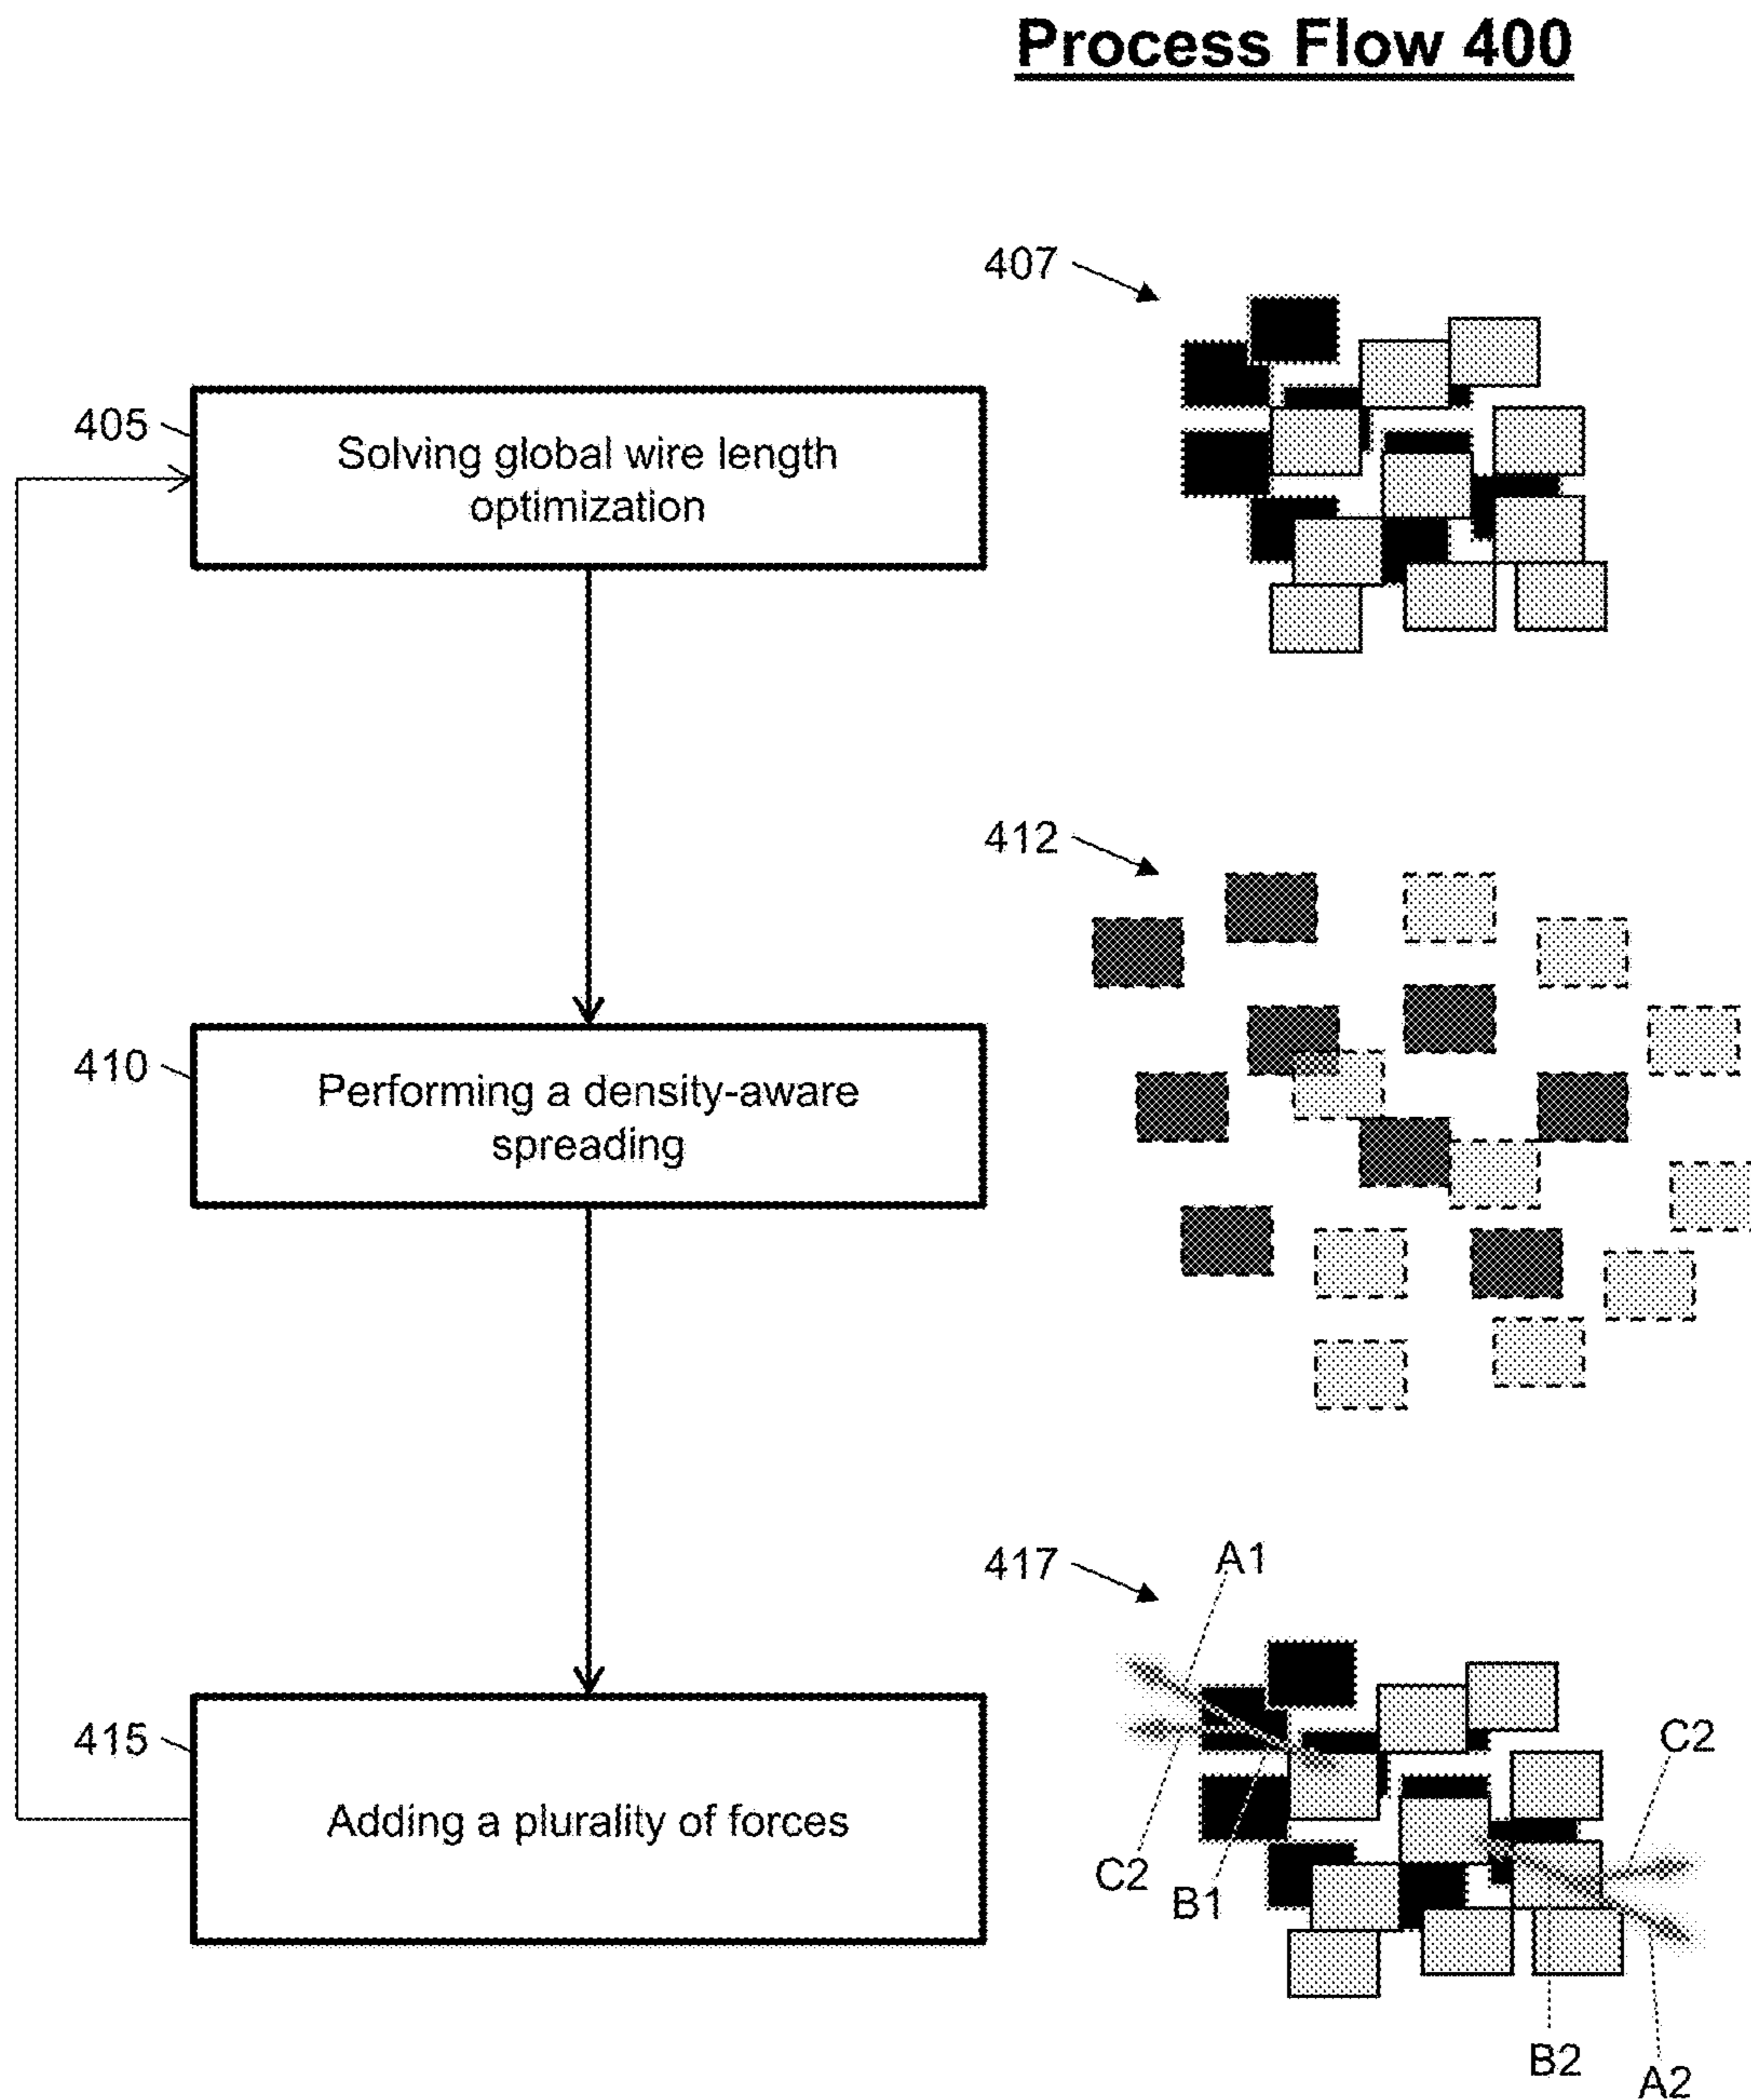 Process Flow 400
407
405
Solving global wire length
optimization
412
410
Performing a density-aware
spreading
417
A1
415
Adding a plurality of forces
C2
C2
B1
B2
A2